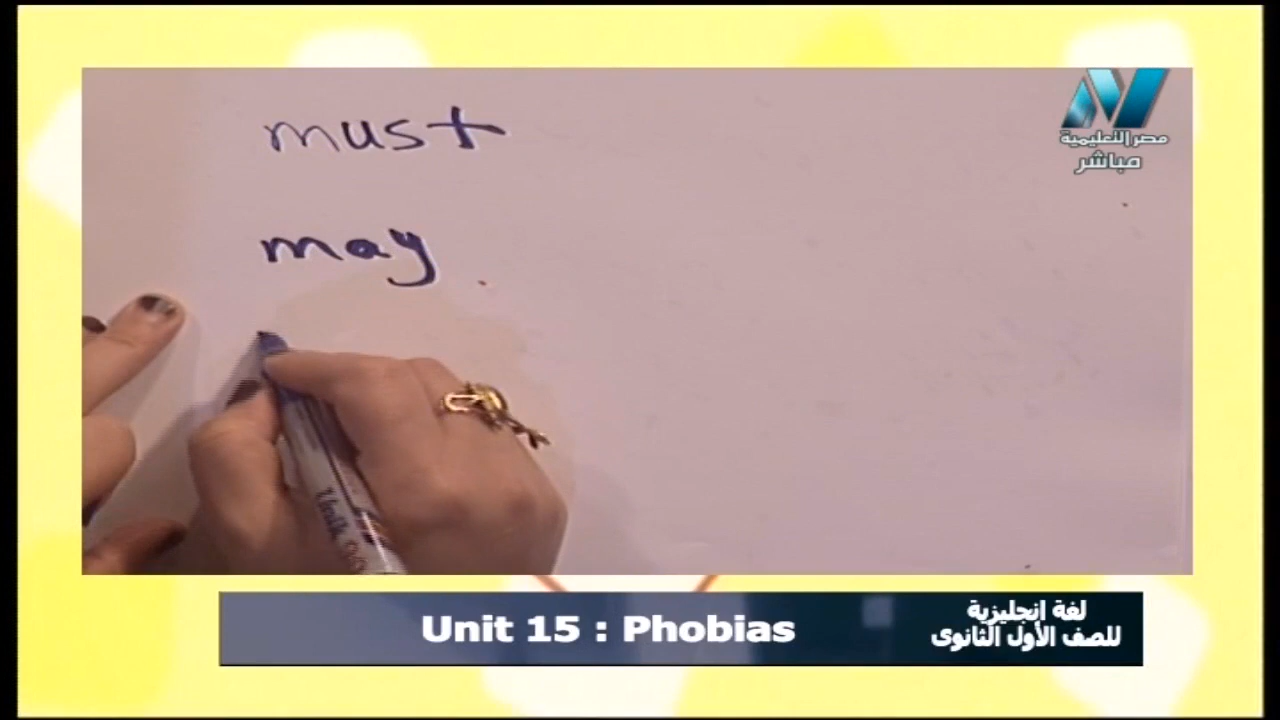 must
may
مصر التعليمية
مباشر
Unit 15 : Phobias
لغة إنجليزية
للصف الأول الثانوى